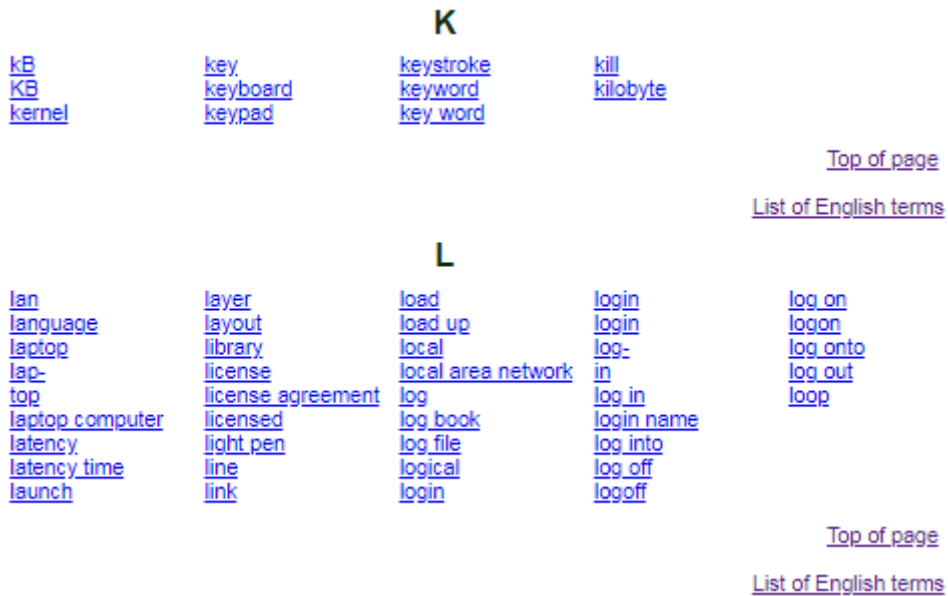 K
kB
KB
kernel
key
keyboard
keypad
keystroke
keyword
key word
kill
kilobyte
Top of page
List of English terms
L
lan
language
laptop
lap-
top
laptop computer
latency
latency time
launch
layer
layout
library
license
license agreement
licensed
light pen
line
link
load
load up
local
local area network
log
log book
log file
logical
login
login
login
log-
in
log in
login name
log into
log off
logoff
log on
logon
log onto
log out
loop
Top of page
List of English terms